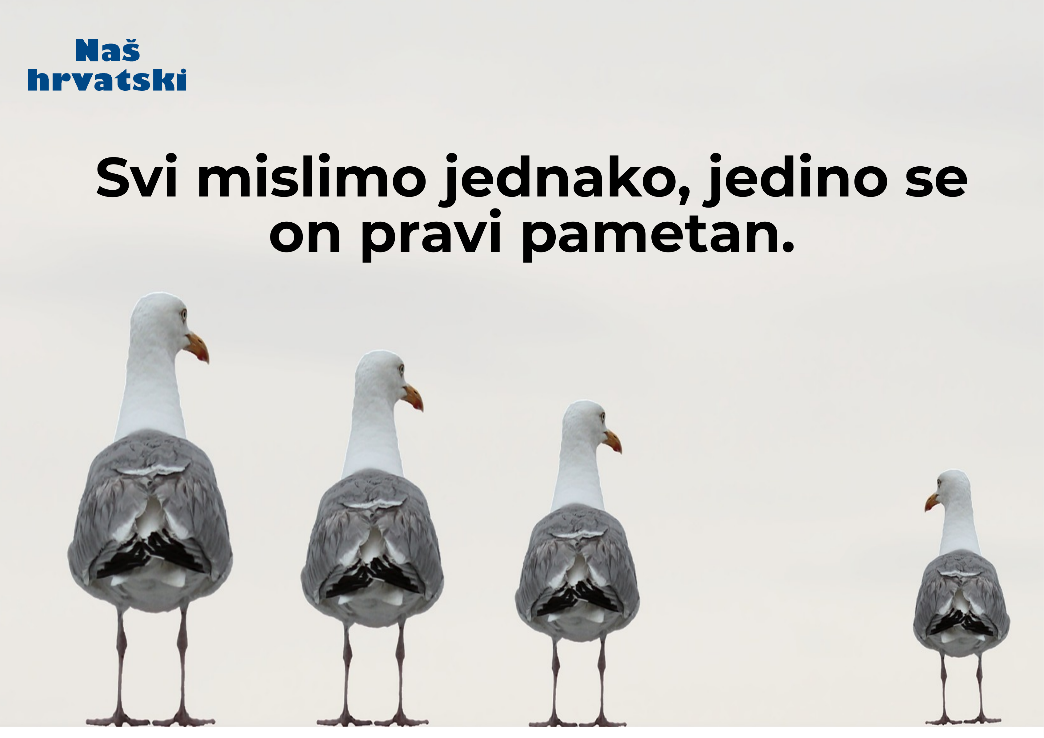 Naš
hrvatski
Svi mislimo jednako, jedino se
on pravi pametan.